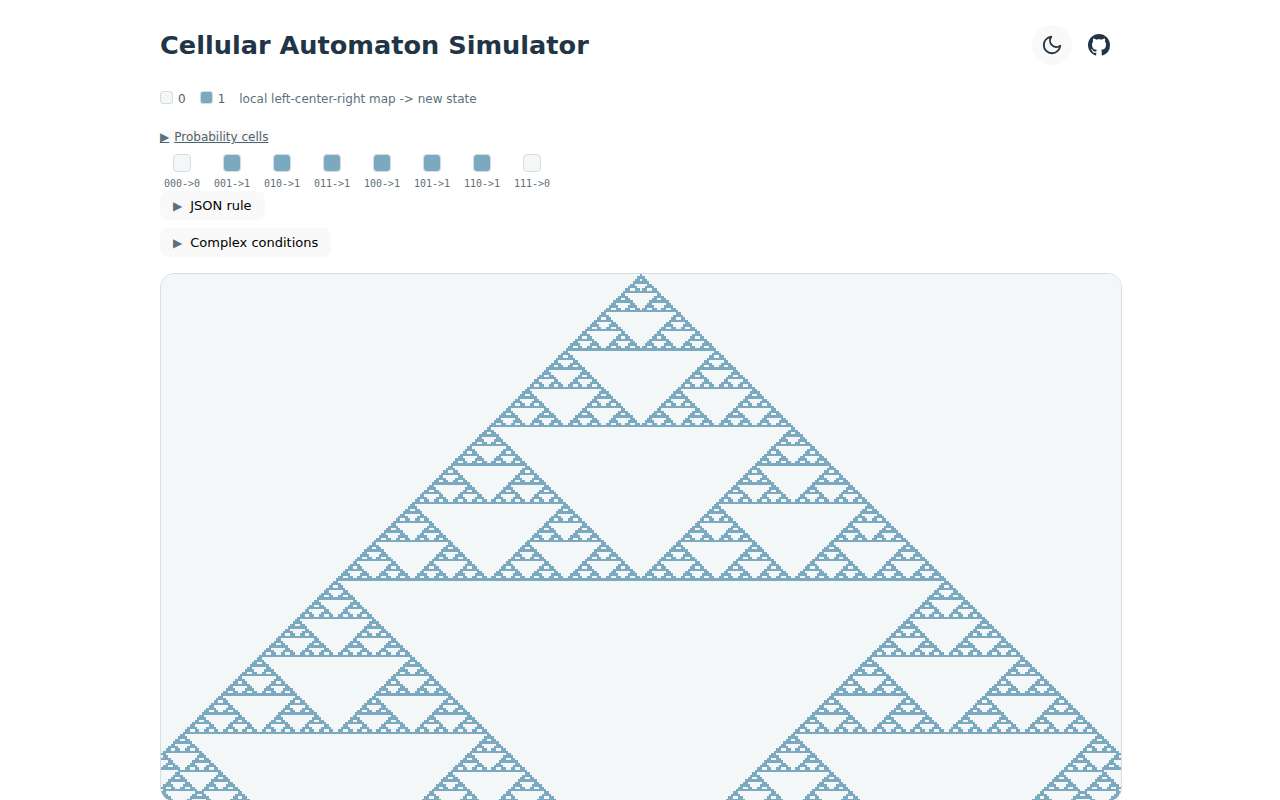 Cellular Automaton Simulator
0 1 local left-center-right map -> new state
▶ Probability cells
000->0 001->1 010->1 011->1 100->1 101->1 110->1 111->0
▶ JSON rule
▶ Complex conditions